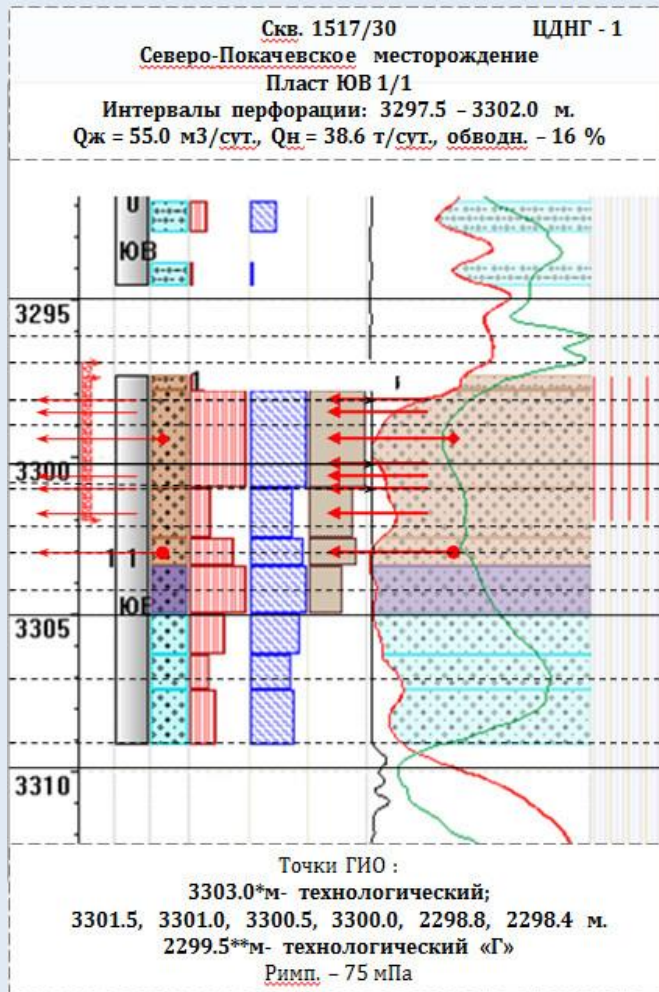 Скв. 1517/30 ЦДНГ - 1
Северо-Покачевское месторождение
Пласт ЮВ 1/1
Интервалы перфорации: 3297.5 – 3302.0 м.
Qж = 55.0 м3/сут., Qн = 38.6 т/сут., обводн. – 16 %
ЮВ
3295
1
3300
1 1
ЮВ
3305
3310
Точки ГИО :
3303.0*м- технологический;
3301.5, 3301.0, 3300.5, 3300.0, 2298.8, 2298.4 м.
2299.5**м- технологический «Г»
Римп. – 75 мПа